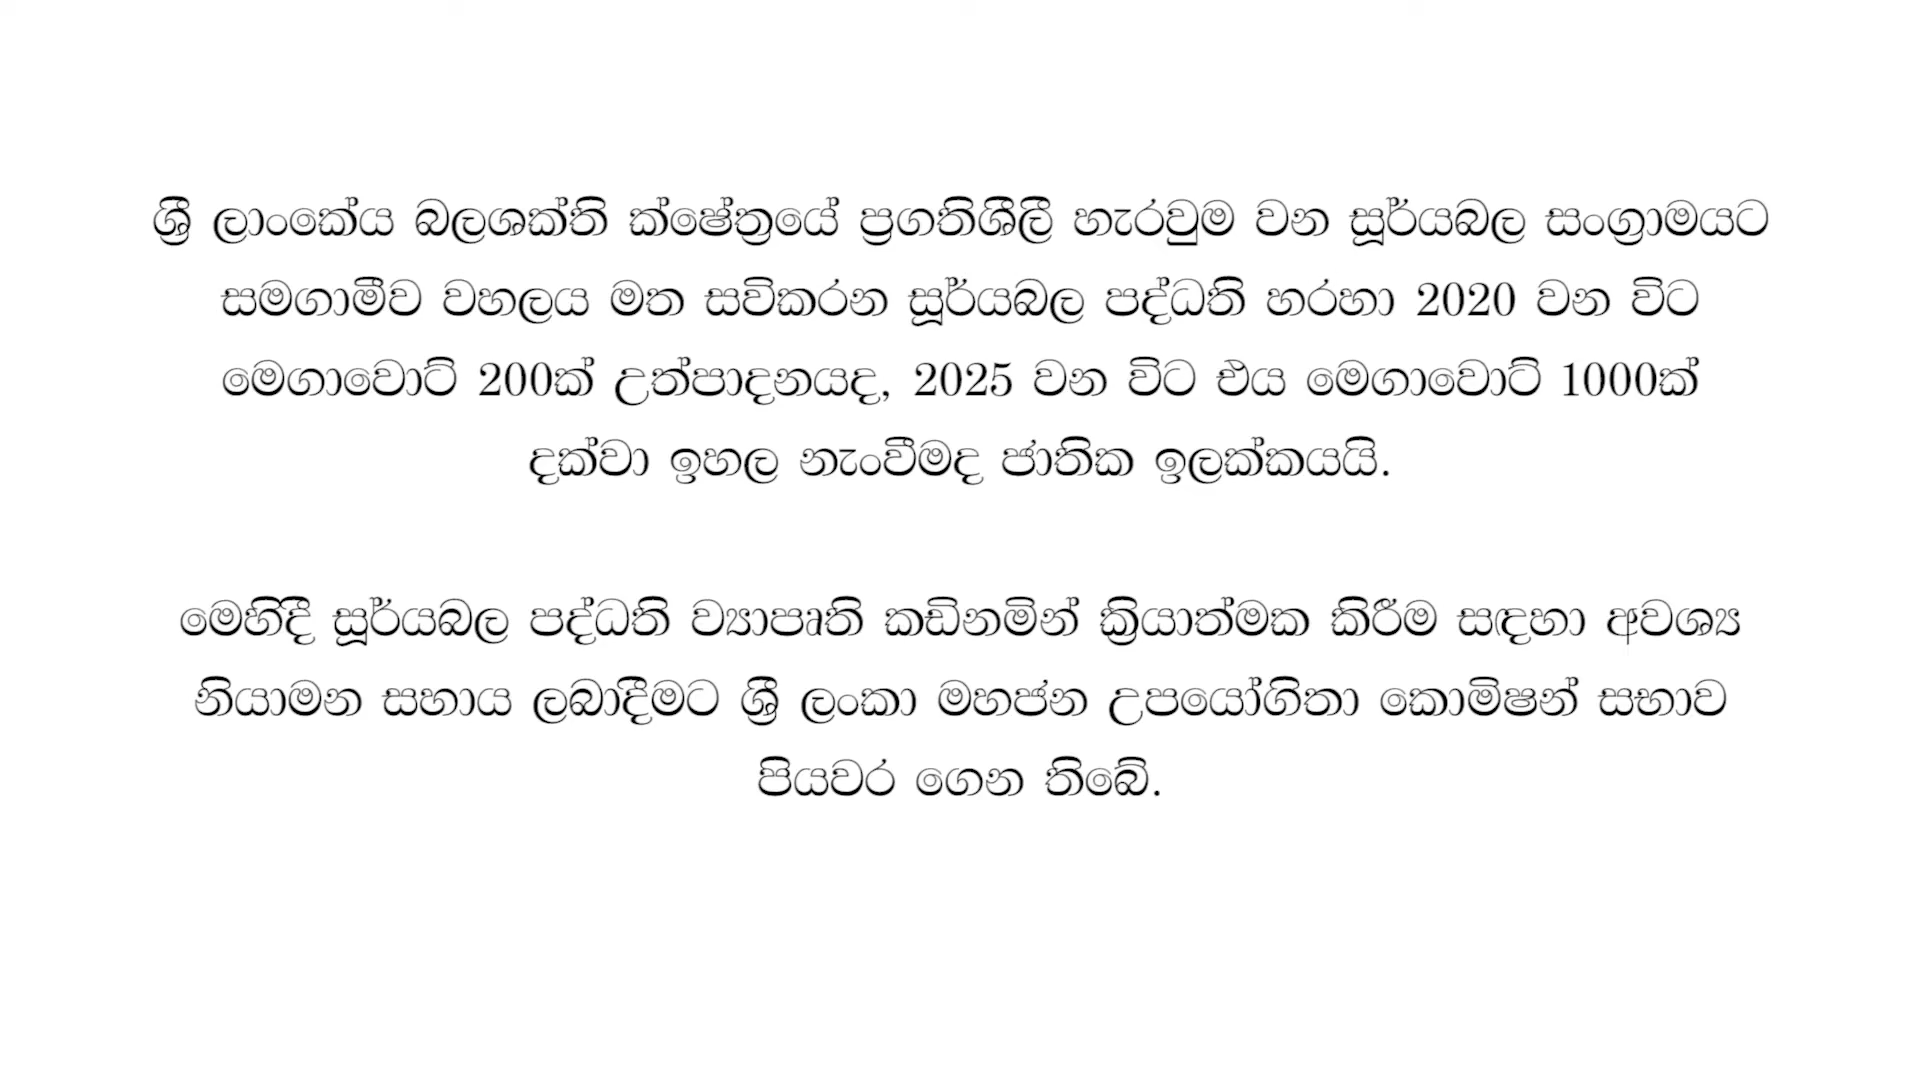 ශ්‍රී ලාංකේය බලශක්ති ක්ෂේත්‍රයේ ප්‍රගතිශීලී හැරවුම වන සූර්යබල සංග්‍රාමයට
සමගාමීව වහලය මත සවිකරන සූර්යබල පද්ධති හරහා 2020 වන විට
මෙගාවොට් 200ක් උත්පාදනයද, 2025 වන විට එය මෙගාවොට් 1000ක්
දක්වා ඉහල නැංවීමද ජාතික ඉලක්කයයි.
මෙහිදී සූර්යබල පද්ධති ව්‍යාපෘති කඩිනමින් ක්‍රියාත්මක කිරීම සඳහා අවශ්‍ය
නියාමන සහාය ලබාදීමට ශ්‍රී ලංකා මහජන උපයෝගිතා කොමිෂන් සභාව
පියවර ගෙන තිබේ.